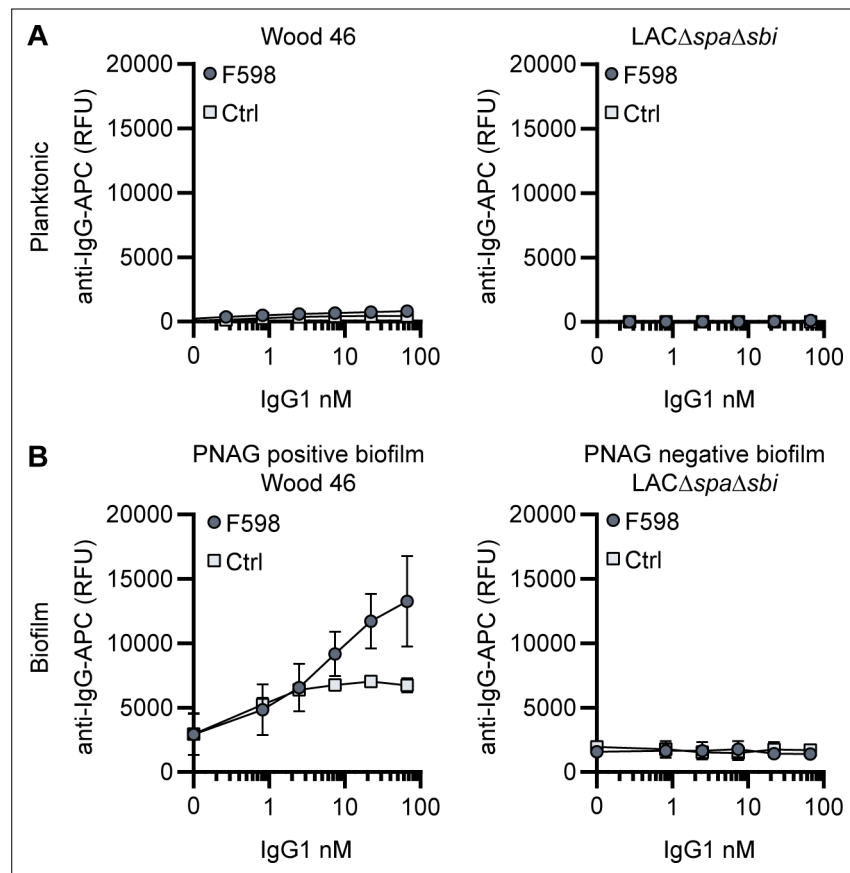 A
Wood 46
LACΔspaΔsbi
Planktonic
anti-IgG-APC (RFU)
20000
15000
10000
5000
0
F598
Ctrl
0 1 10 100
IgG1 nM
anti-IgG-APC (RFU)
20000
15000
10000
5000
0
F598
Ctrl
0 1 10 100
IgG1 nM
B
PNAG positive biofilm
Wood 46
PNAG negative biofilm
LACΔspaΔsbi
Biofilm
anti-IgG-APC (RFU)
20000
15000
10000
5000
0
F598
Ctrl
0 1 10 100
IgG1 nM
anti-IgG-APC (RFU)
20000
15000
10000
5000
0
F598
Ctrl
0 1 10 100
IgG1 nM